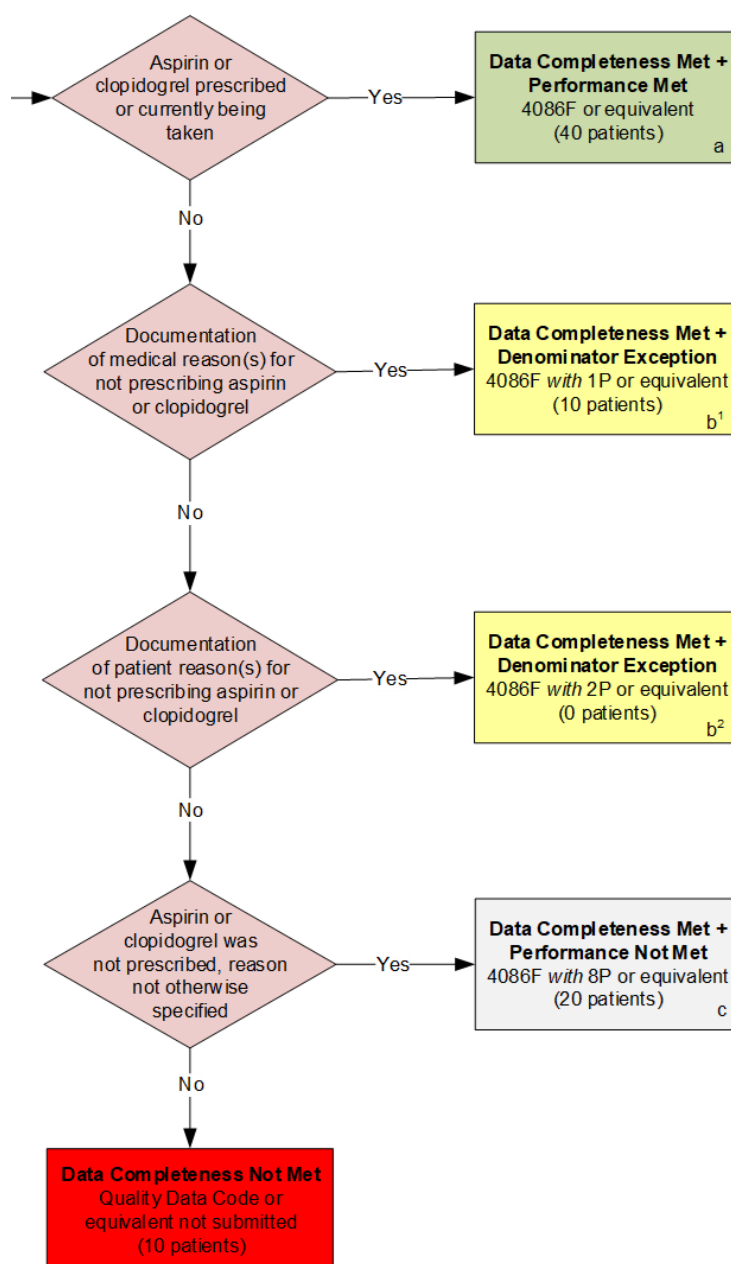 Aspirin or
clopidogrel prescribed
or currently being
taken
Yes
Data Completeness Met +
Performance Met
4086F or equivalent
(40 patients)
a
No
Documentation
of medical reason(s) for
not prescribing aspirin
or clopidogrel
Yes
Data Completeness Met +
Denominator Exception
4086F with 1P or equivalent
(10 patients)
b¹
No
Documentation
of patient reason(s) for
not prescribing aspirin or
clopidogrel
Yes
Data Completeness Met +
Denominator Exception
4086F with 2P or equivalent
(0 patients)
b²
No
Aspirin or
clopidogrel was
not prescribed, reason
not otherwise
specified
Yes
Data Completeness Met +
Performance Not Met
4086F with 8P or equivalent
(20 patients)
c
No
Data Completeness Not Met
Quality Data Code or
equivalent not submitted
(10 patients)